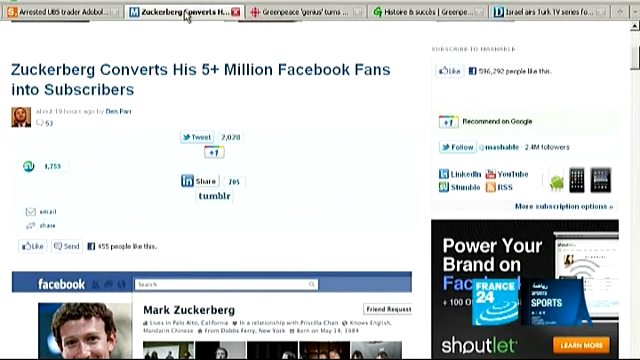 Arrested UBS trader Adobol...
Zuckerberg Converts H...
Greenpeace 'genius' turns ...
Histoire & succès | Greenpe...
Israel airs Turk TV series fo...
SUBSCRIBE TO MASHABLE
Like 596,292 people like this.
Zuckerberg Converts His 5+ Million Facebook Fans
into Subscribers
about 19 hours ago by Ben Parr
53
Tweet 2,028
+1
+1 Recommend on Google
Follow @mashable 2.4M followers
1,759
Share 705
tumblr
LinkedIn YouTube
Stumble RSS
More subscription options »
email
share
Like Send 455 people like this.
Power Your
Brand on
+ 100 O
facebook
Search
Mark Zuckerberg
Friend Request
Lives in Palo Alto, California In a relationship with Priscilla Chan Knows English,
Mandarin Chinese From Dobbs Ferry, New York Born on May 14, 1984
FRANCE
24
رياضة
SPORTS
SPORTS
shoutlet
LEARN MORE